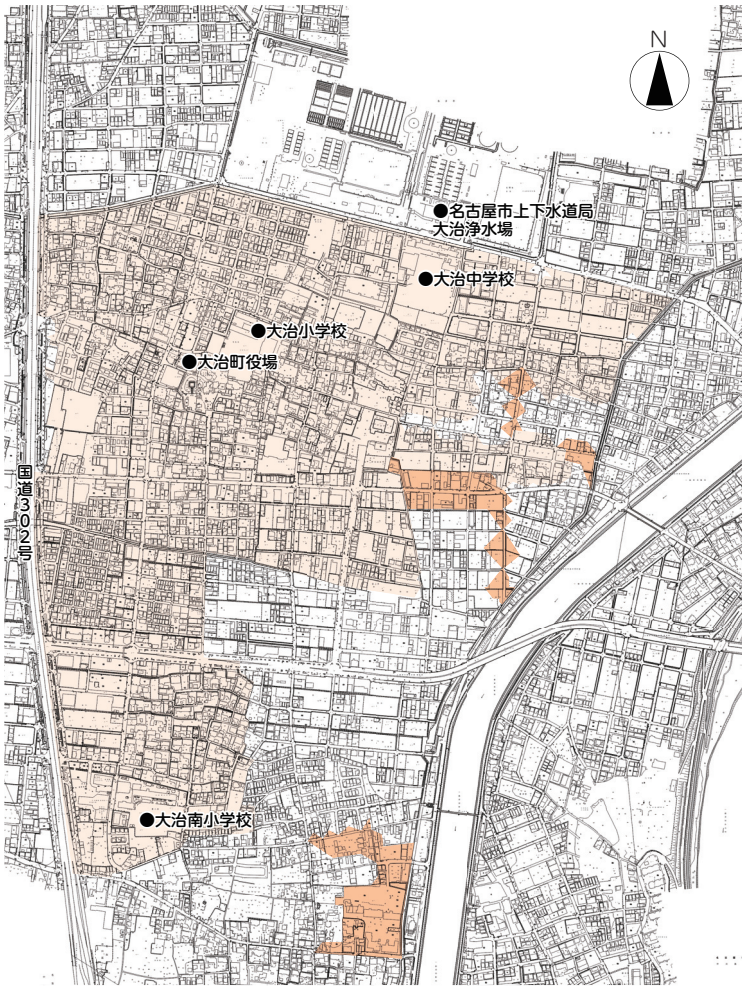 N
●名古屋市上下水道局
大治浄水場
●大治中学校
●大治小学校
●大治町役場
国道302号
●大治南小学校